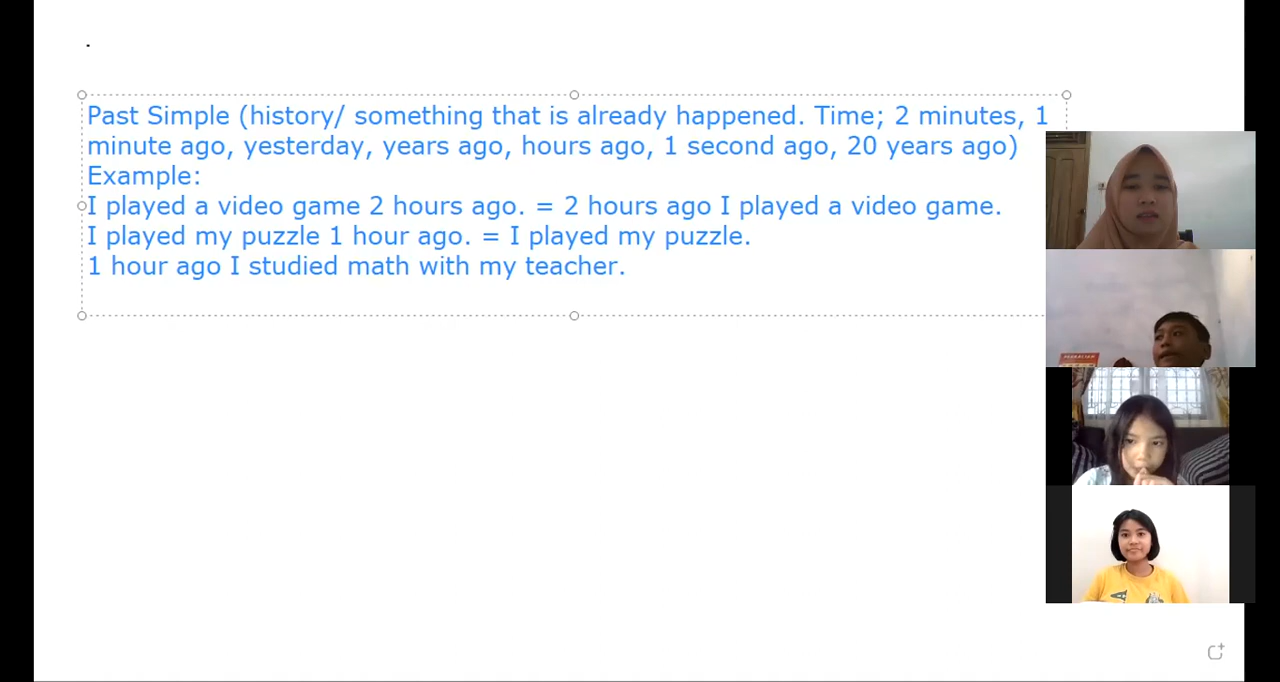 Past Simple (history/ something that is already happened. Time; 2 minutes, 1
minute ago, yesterday, years ago, hours ago, 1 second ago, 20 years ago)
Example:
I played a video game 2 hours ago. = 2 hours ago I played a video game.
I played my puzzle 1 hour ago. = I played my puzzle.
1 hour ago I studied math with my teacher.